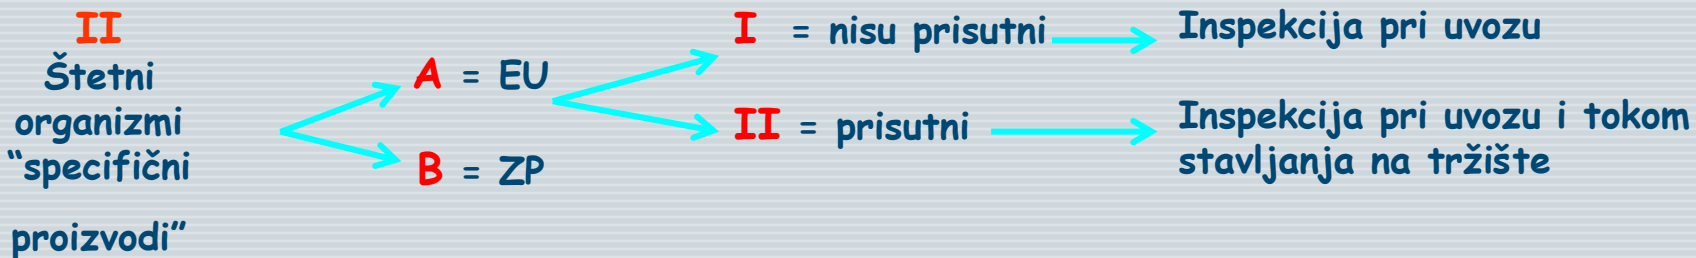 II
Štetni
organizmi
“specifični
proizvodi”
A = EU
B = ZP
I = nisu prisutni
II = prisutni
Inspekcija pri uvozu
Inspekcija pri uvozu i tokom
stavljanja na tržište